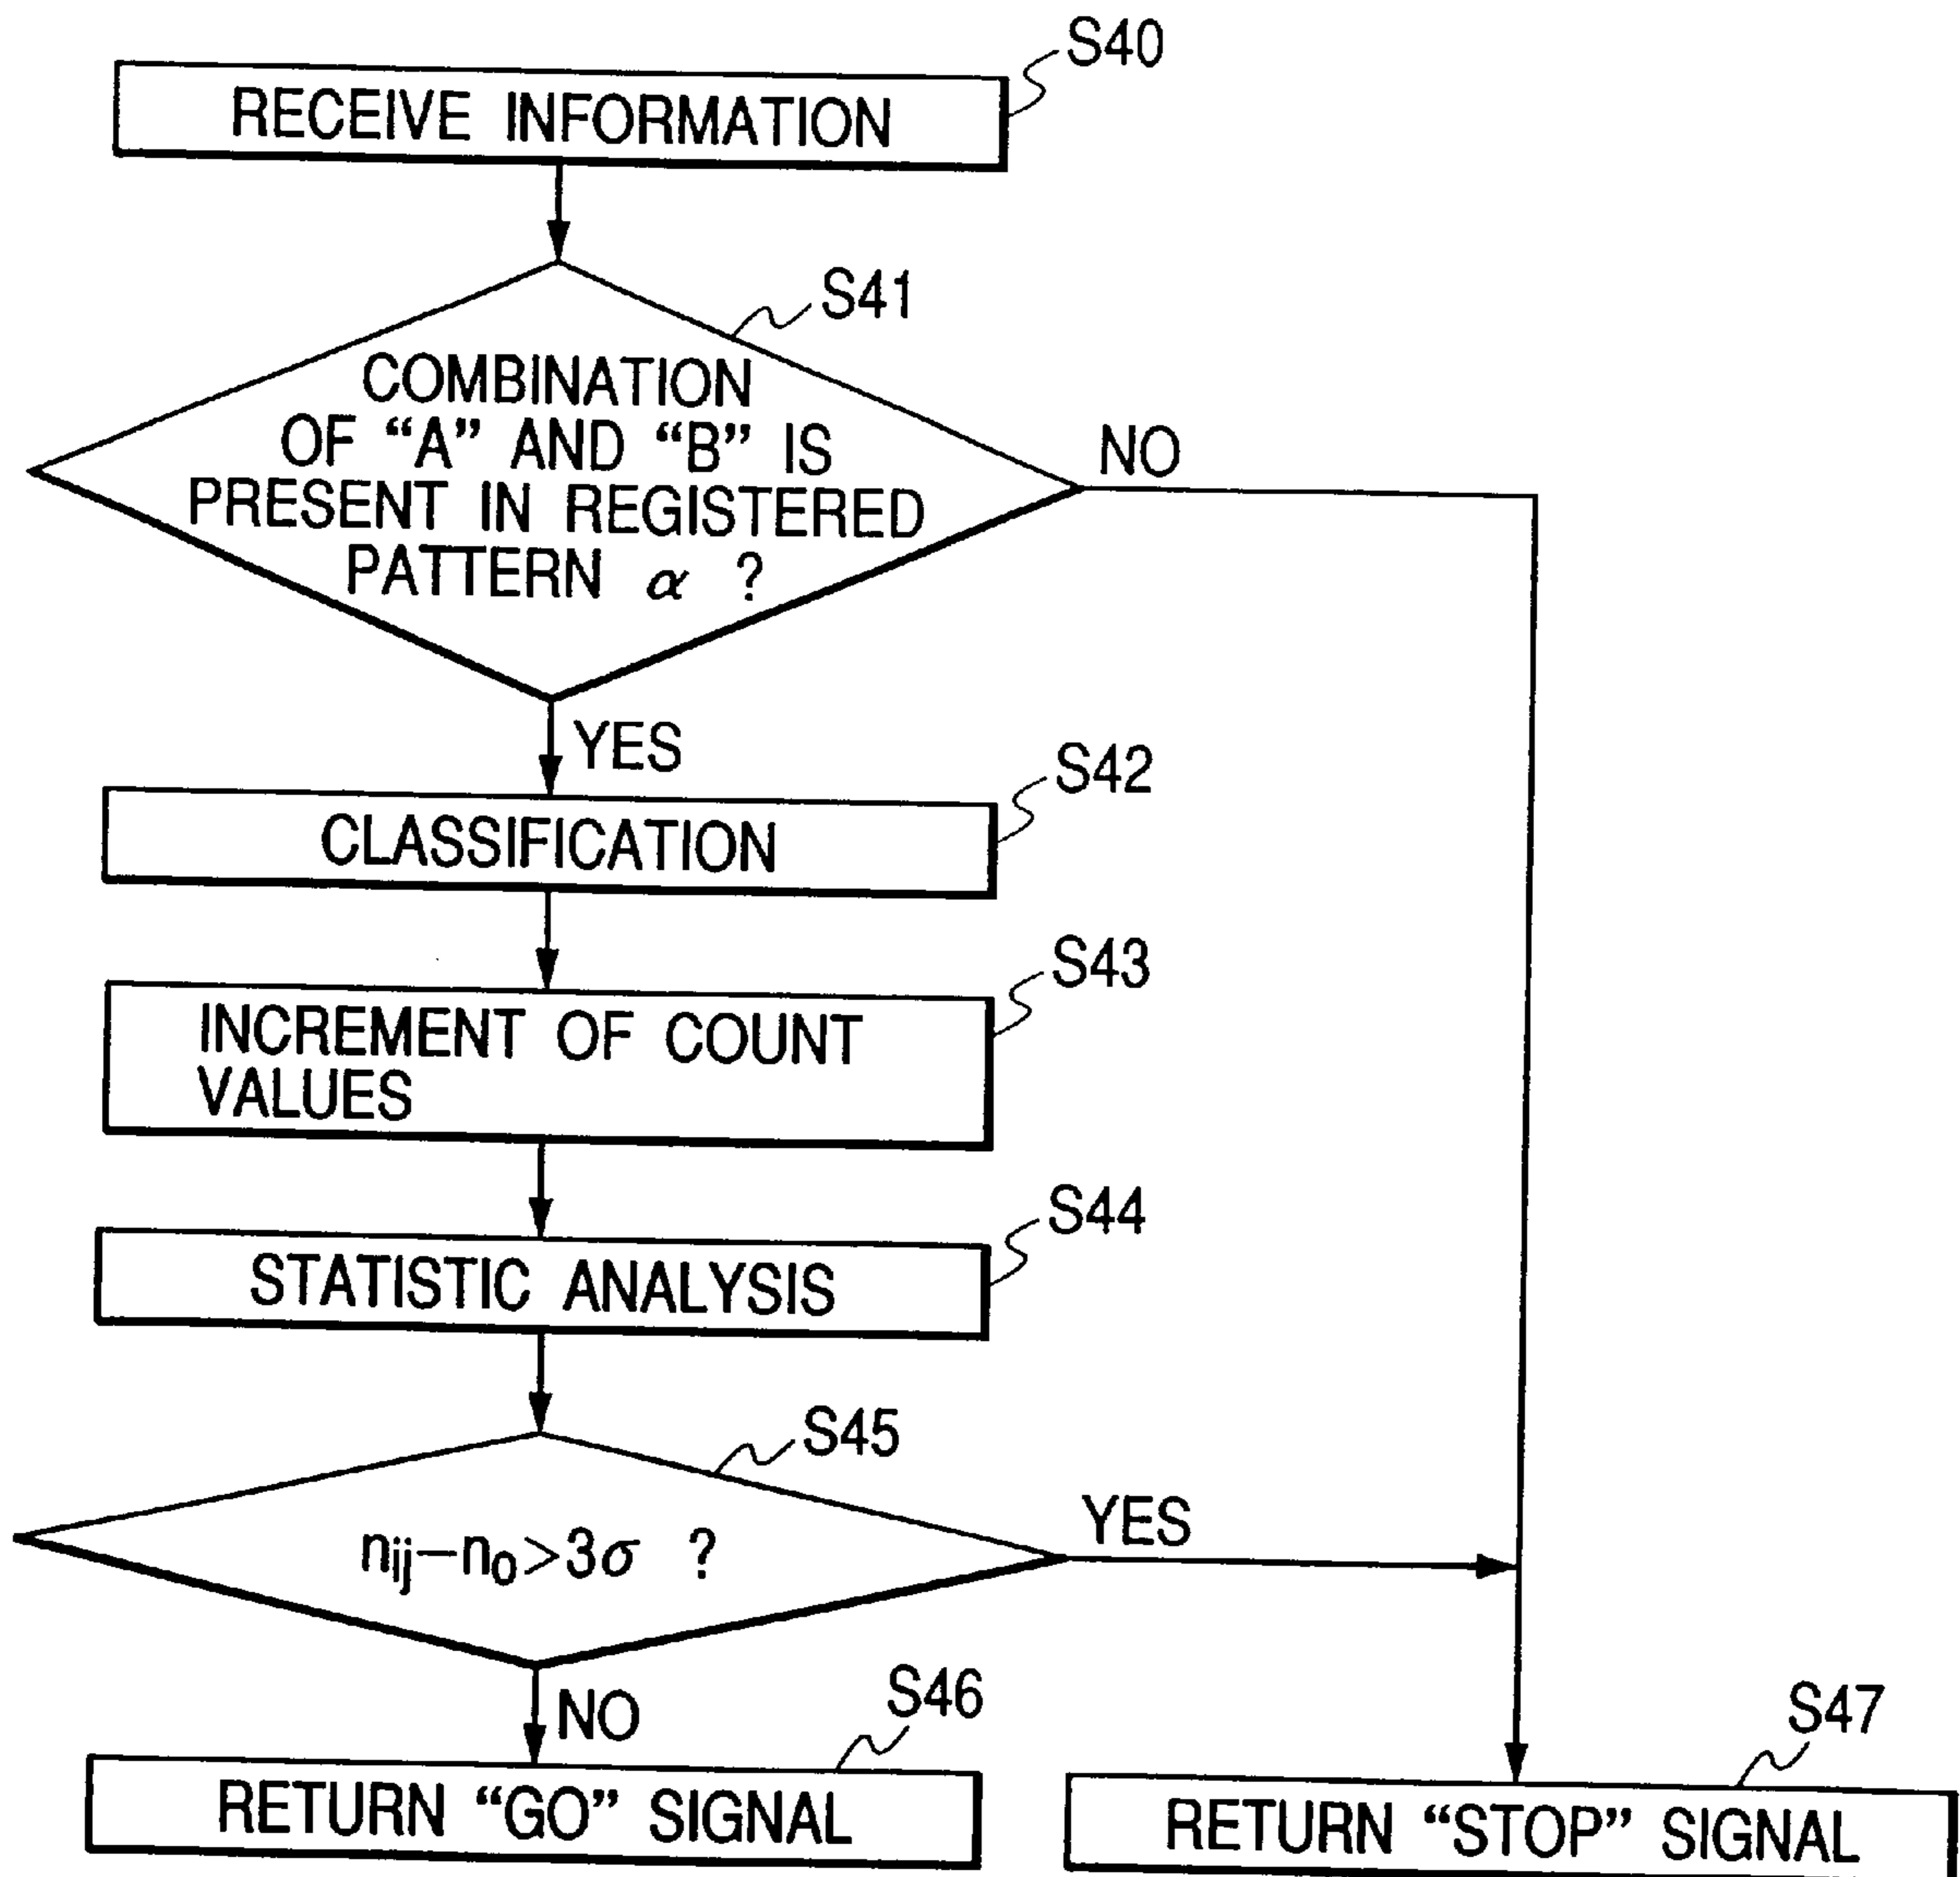 S40
RECEIVE INFORMATION
S41
COMBINATION
OF “A” AND “B” IS
PRESENT IN REGISTERED
PATTERN α ?
NO
YES
S42
CLASSIFICATION
S43
INCREMENT OF COUNT
VALUES
S44
STATISTIC ANALYSIS
S45
nij−n0>3σ ?
YES
NO
S46
RETURN “GO” SIGNAL
S47
RETURN “STOP” SIGNAL